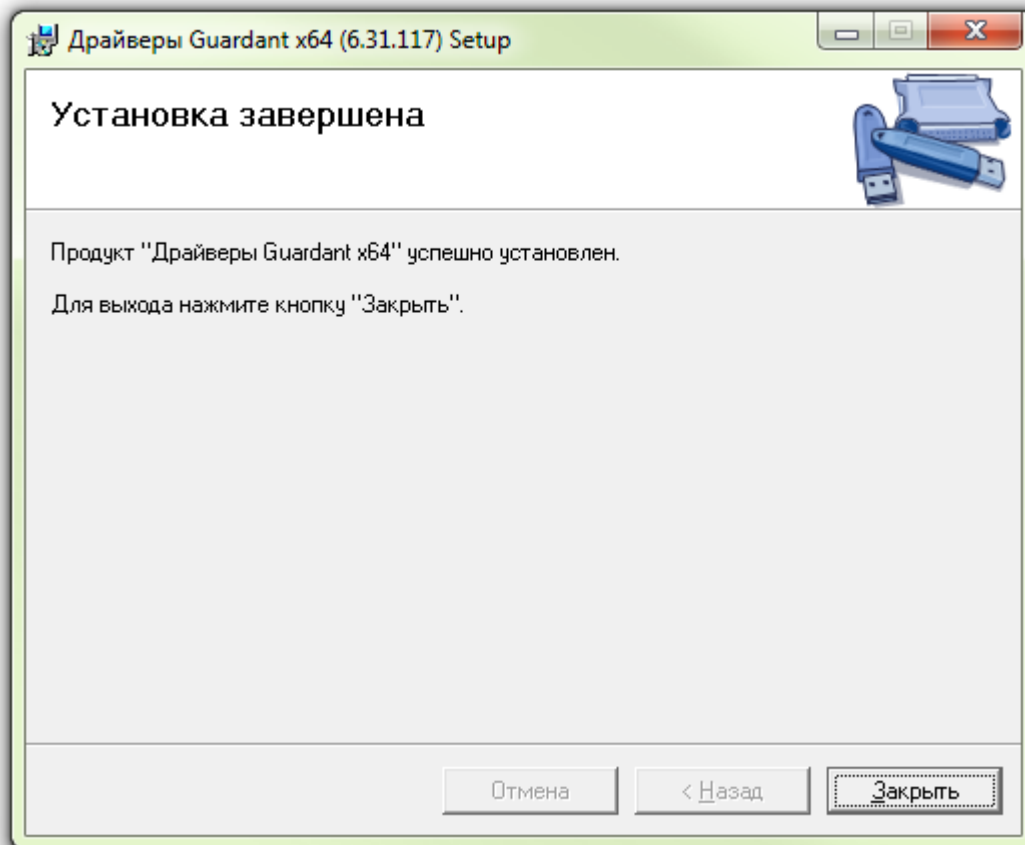 Драйверы Guardant x64 (6.31.117) Setup
Установка завершена
Продукт "Драйверы Guardant x64" успешно установлен.
Для выхода нажмите кнопку "Закрыть".
Отмена
< Назад
Закрыть